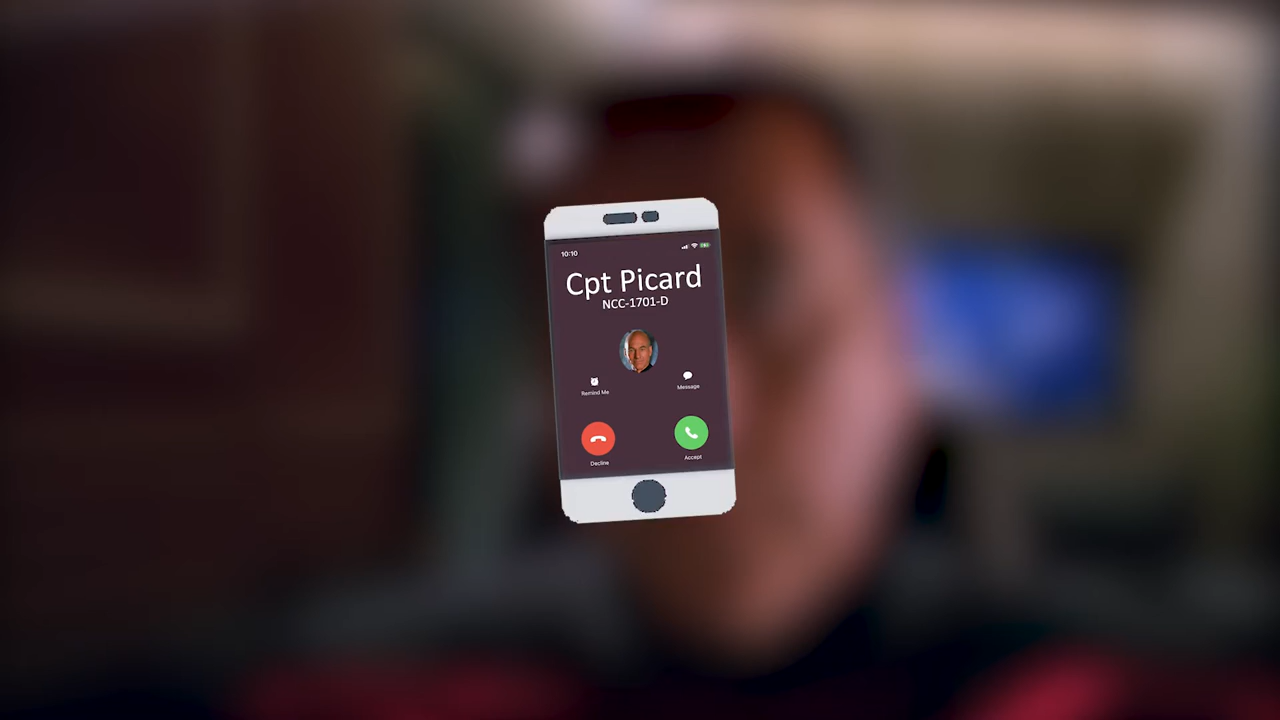 10:10
Cpt Picard
NCC-1701-D
Remind Me
Message
Decline
Accept